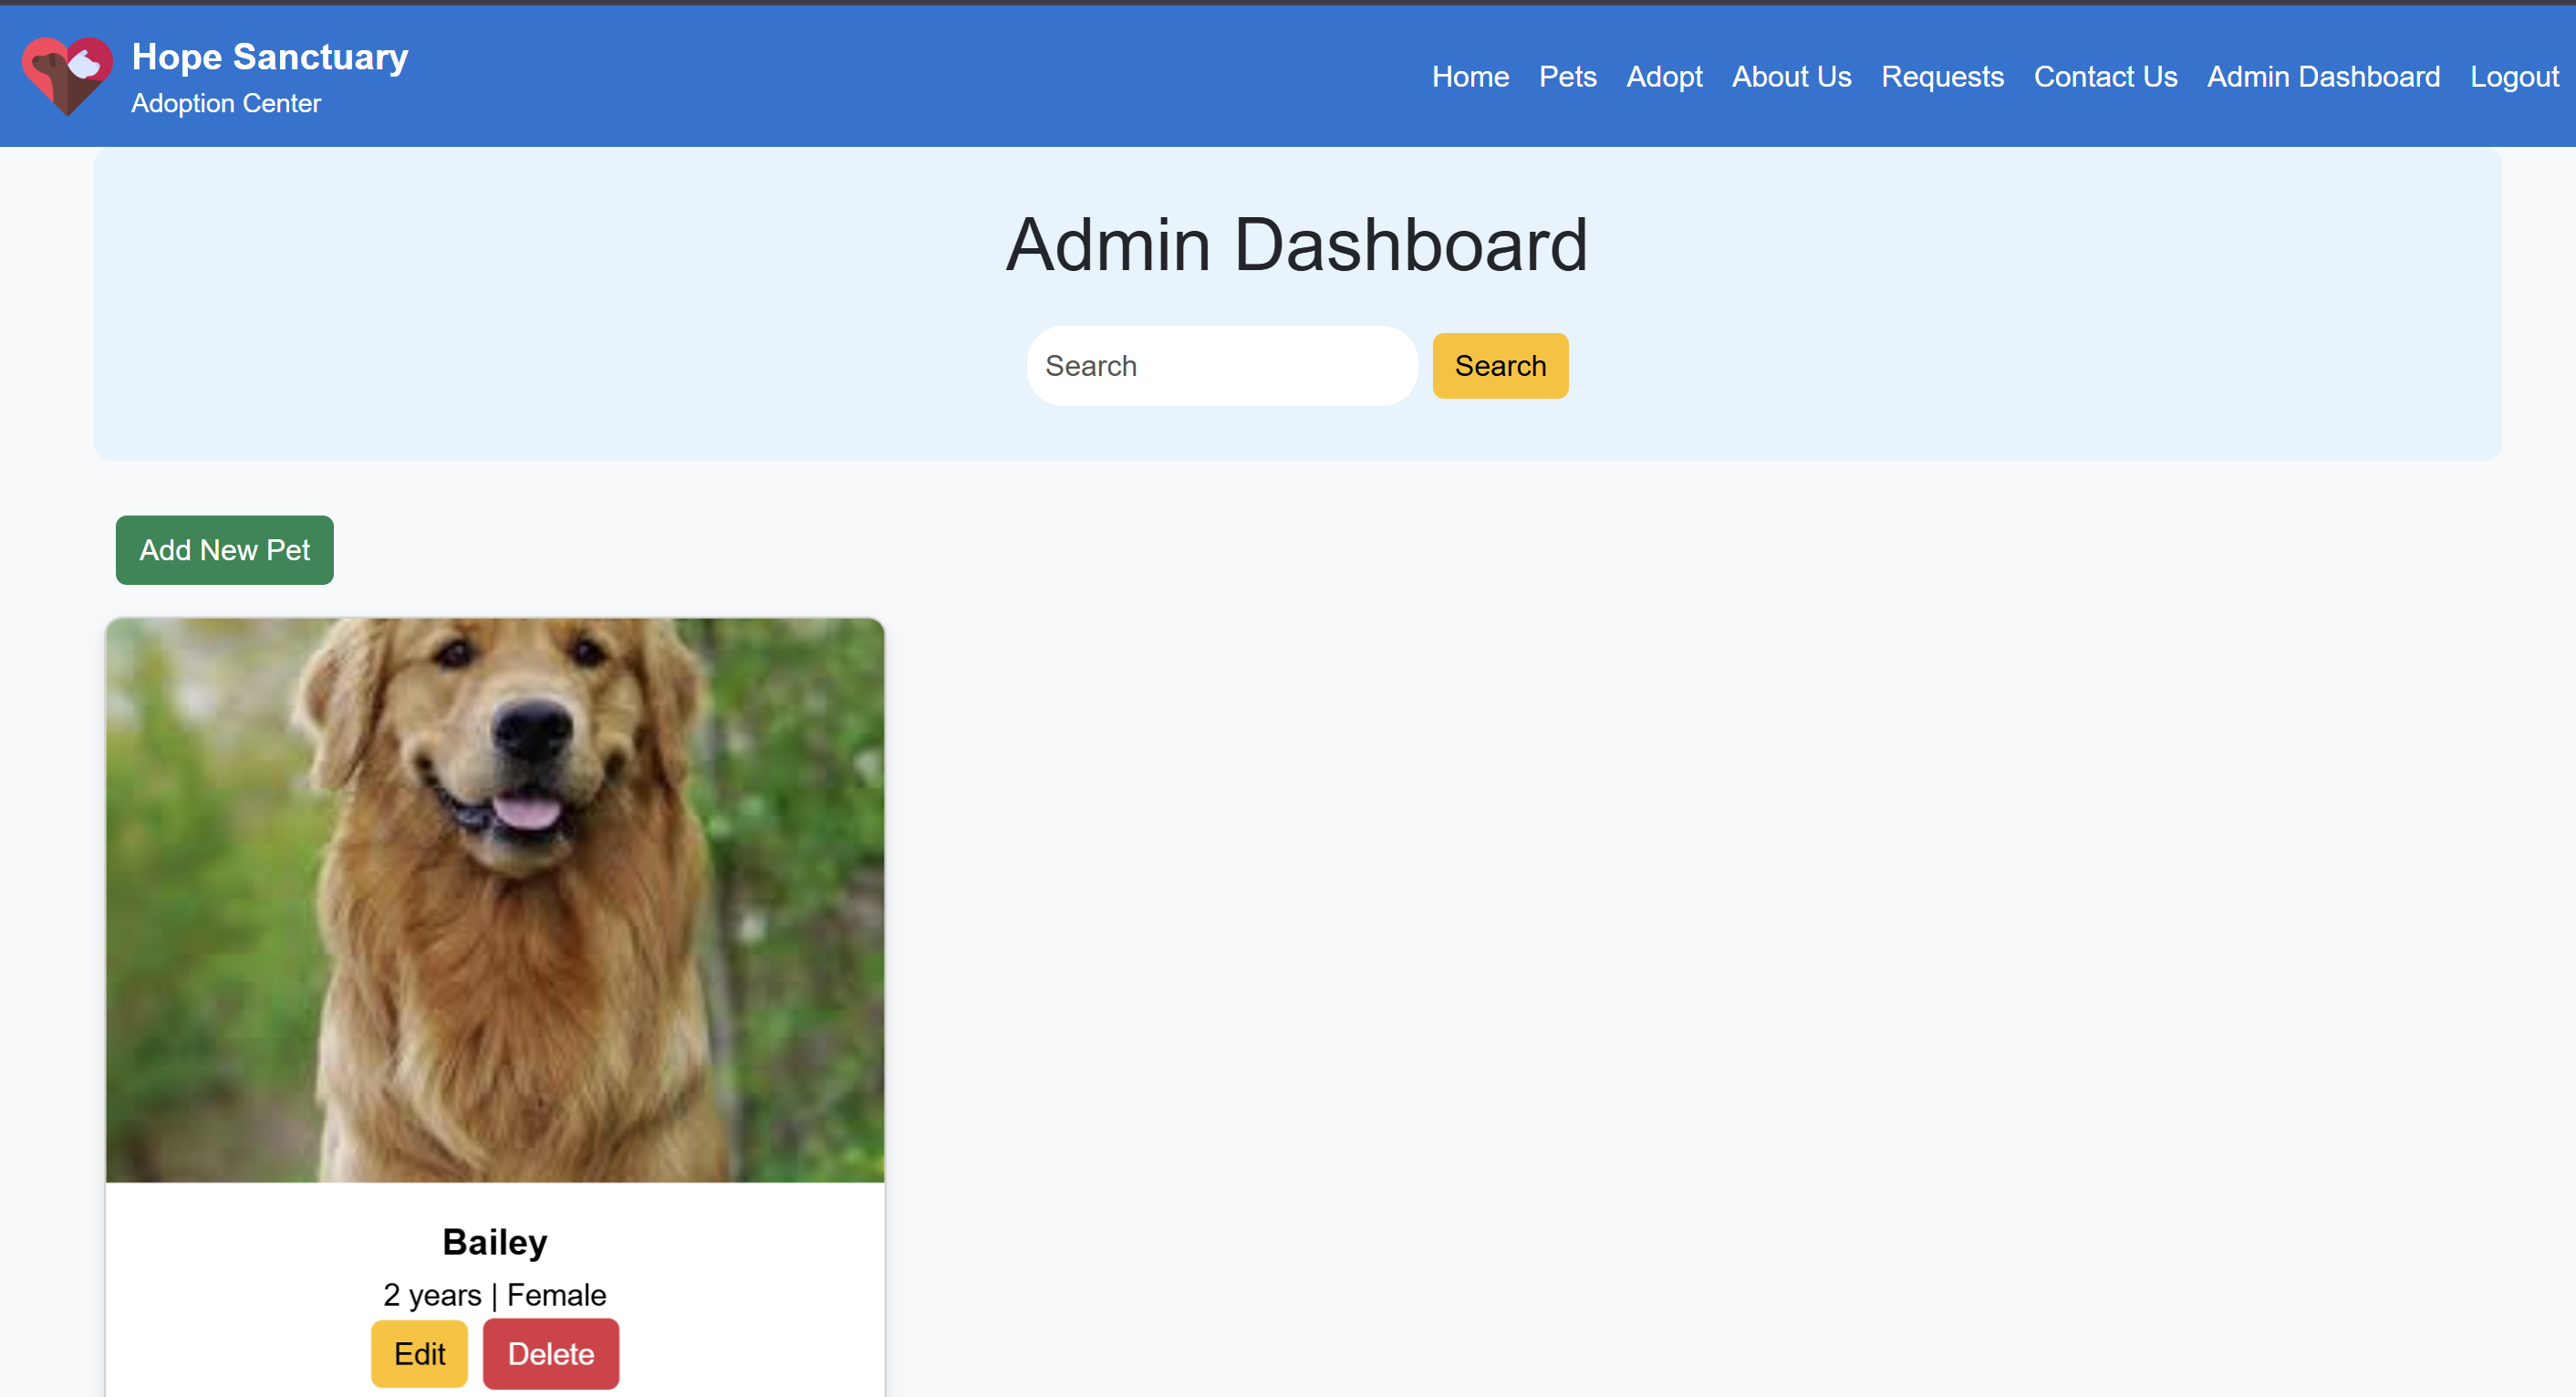 Hope Sanctuary
Adoption Center
Home Pets Adopt About Us Requests Contact Us Admin Dashboard Logout
Admin Dashboard
Search Search
Add New Pet
Bailey
2 years | Female
Edit Delete